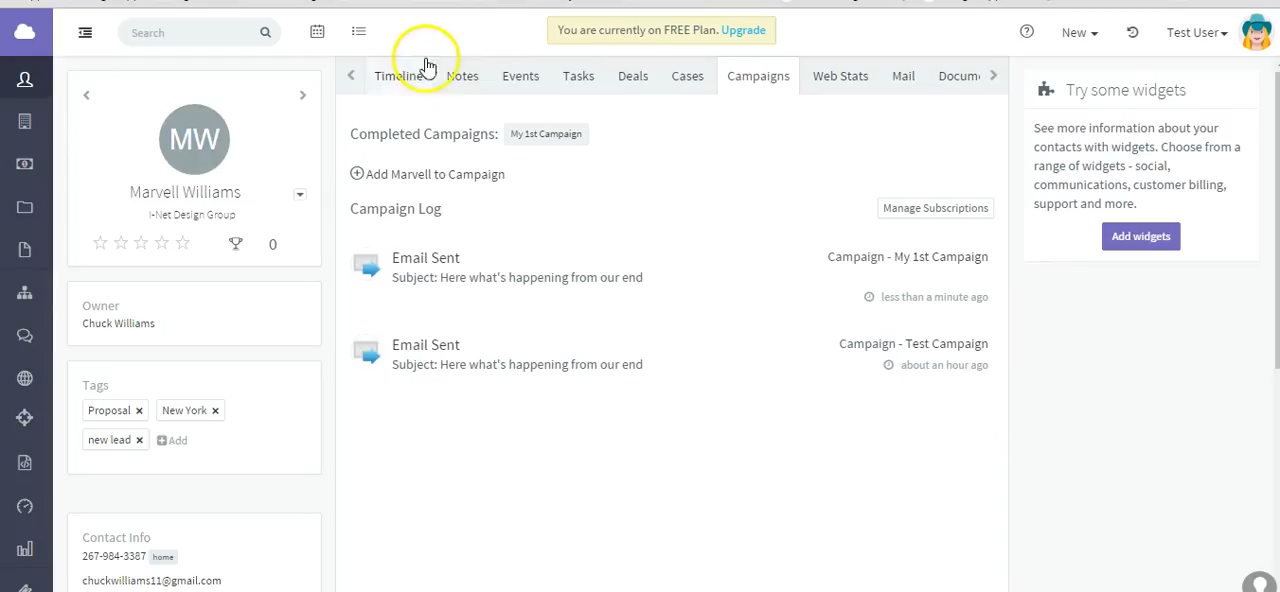 Search
You are currently on FREE Plan. Upgrade
New
Test User
MW
Marvell Williams
I-Net Design Group
0
Owner
Chuck Williams
Tags
Proposal × New York ×
new lead × Add
Contact Info
267-984-3387 home
chuckwilliams11@gmail.com
Timeline Notes Events Tasks Deals Cases Campaigns Web Stats Mail Docum
Completed Campaigns: My 1st Campaign
Add Marvell to Campaign
Campaign Log
Manage Subscriptions
Email Sent
Campaign - My 1st Campaign
Subject: Here what's happening from our end
less than a minute ago
Email Sent
Campaign - Test Campaign
Subject: Here what's happening from our end
about an hour ago
Try some widgets
See more information about your
contacts with widgets. Choose from a
range of widgets - social,
communications, customer billing,
support and more.
Add widgets